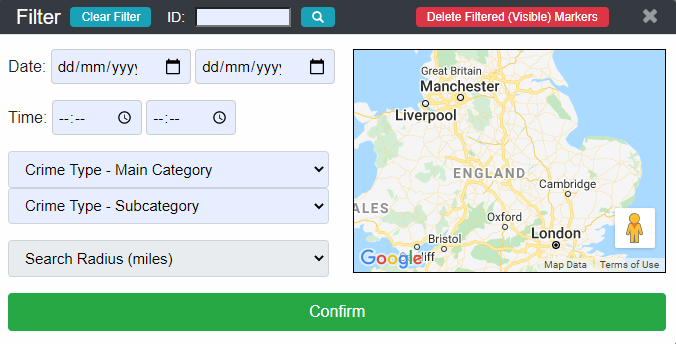 Filter Clear Filter ID: Delete Filtered (Visible) Markers
Date: dd/mm/yyyy dd/mm/yyyy
Time: --:-- --:--
Crime Type - Main Category
Crime Type - Subcategory
Search Radius (miles)
Great Britain
Manchester
Liverpool
ENGLAND
Cambridge
ALES
Oxford
London
Bristol
diff
Google
Map Data Terms of Use
Confirm